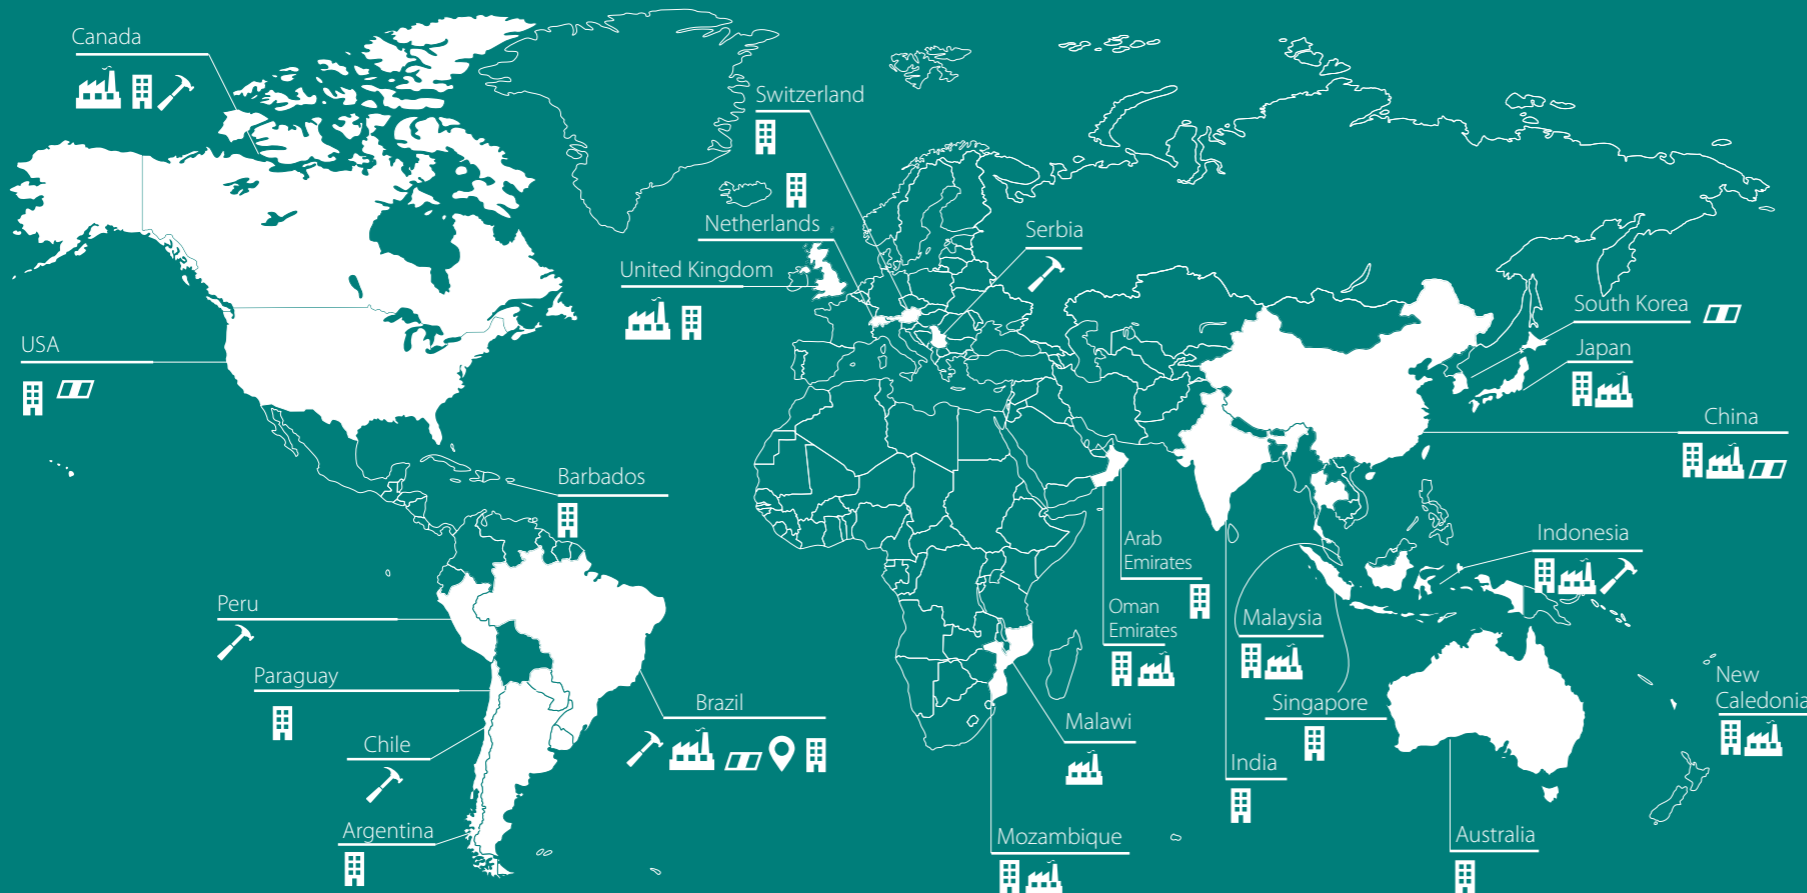 Canada
Switzerland
Netherlands
Serbia
United Kingdom
South Korea
USA
Japan
China
Barbados
Indonesia
Arab
Emirates
Peru
Oman
Emirates
Malaysia
Paraguay
New
Caledonia
Brazil
Singapore
Malawi
Chile
India
Argentina
Mozambique
Australia